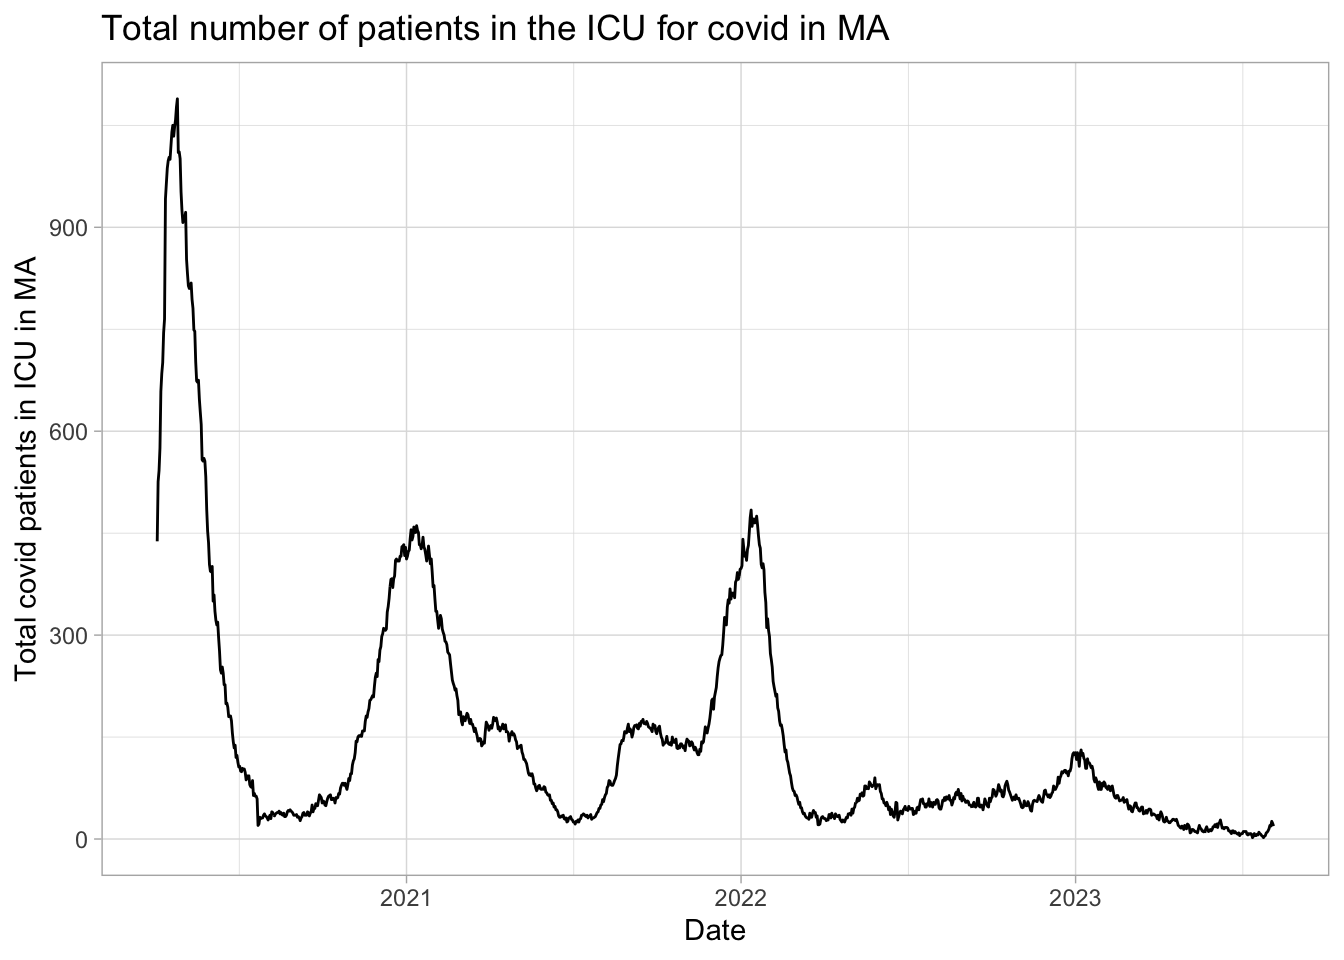 Total number of patients in the ICU for covid in MA
Total covid patients in ICU in MA
900
600
300
0
2021
2022
2023
Date